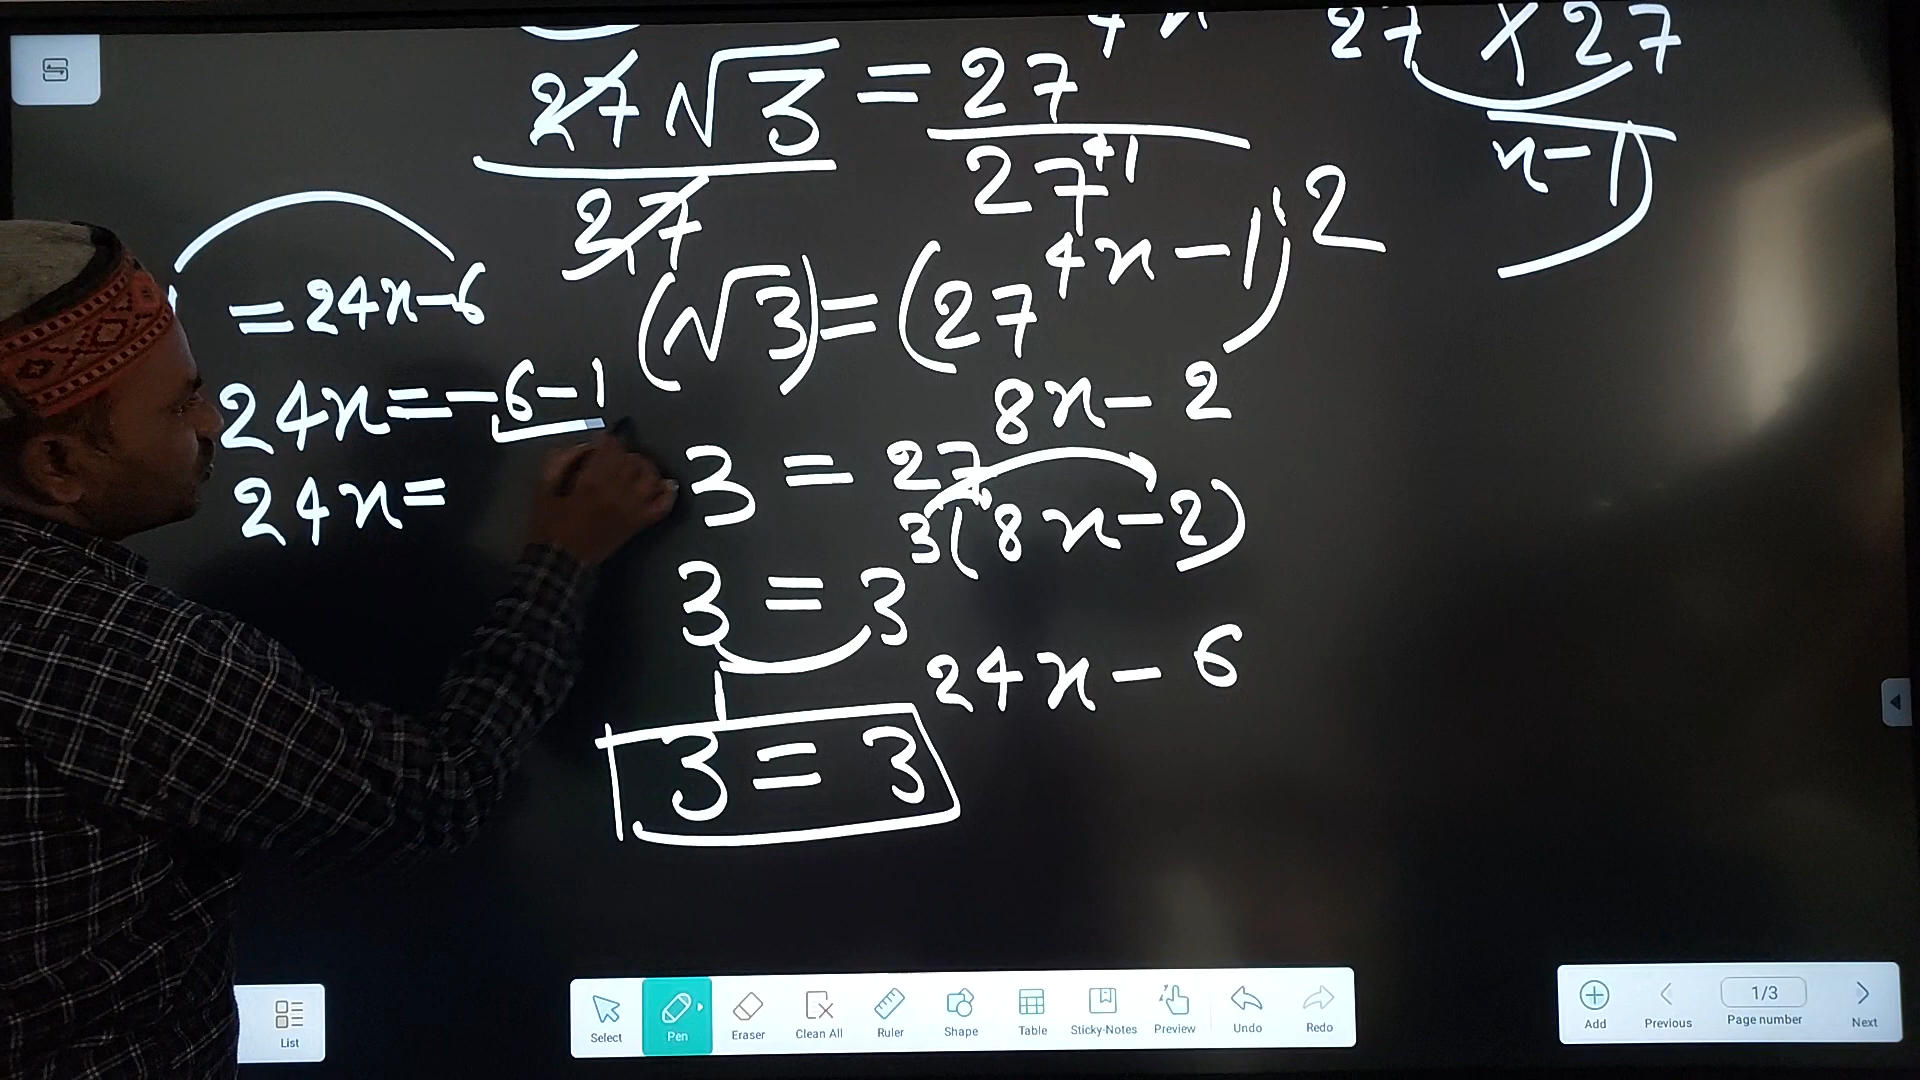 4x
27 × 27
27√3 = 27
27 27+1
x-1
(√3) = (27 4x-1) 2
= 24x-6
8x-2
24x = -6-1
3 = 27
3(8x-2)
24x =
3 = 3
24x-6
1
3 = 3
List
Select Pen Eraser Clean All Ruler Shape Table Sticky-Notes Preview Undo Redo
Add Previous 1/3 Page number Next